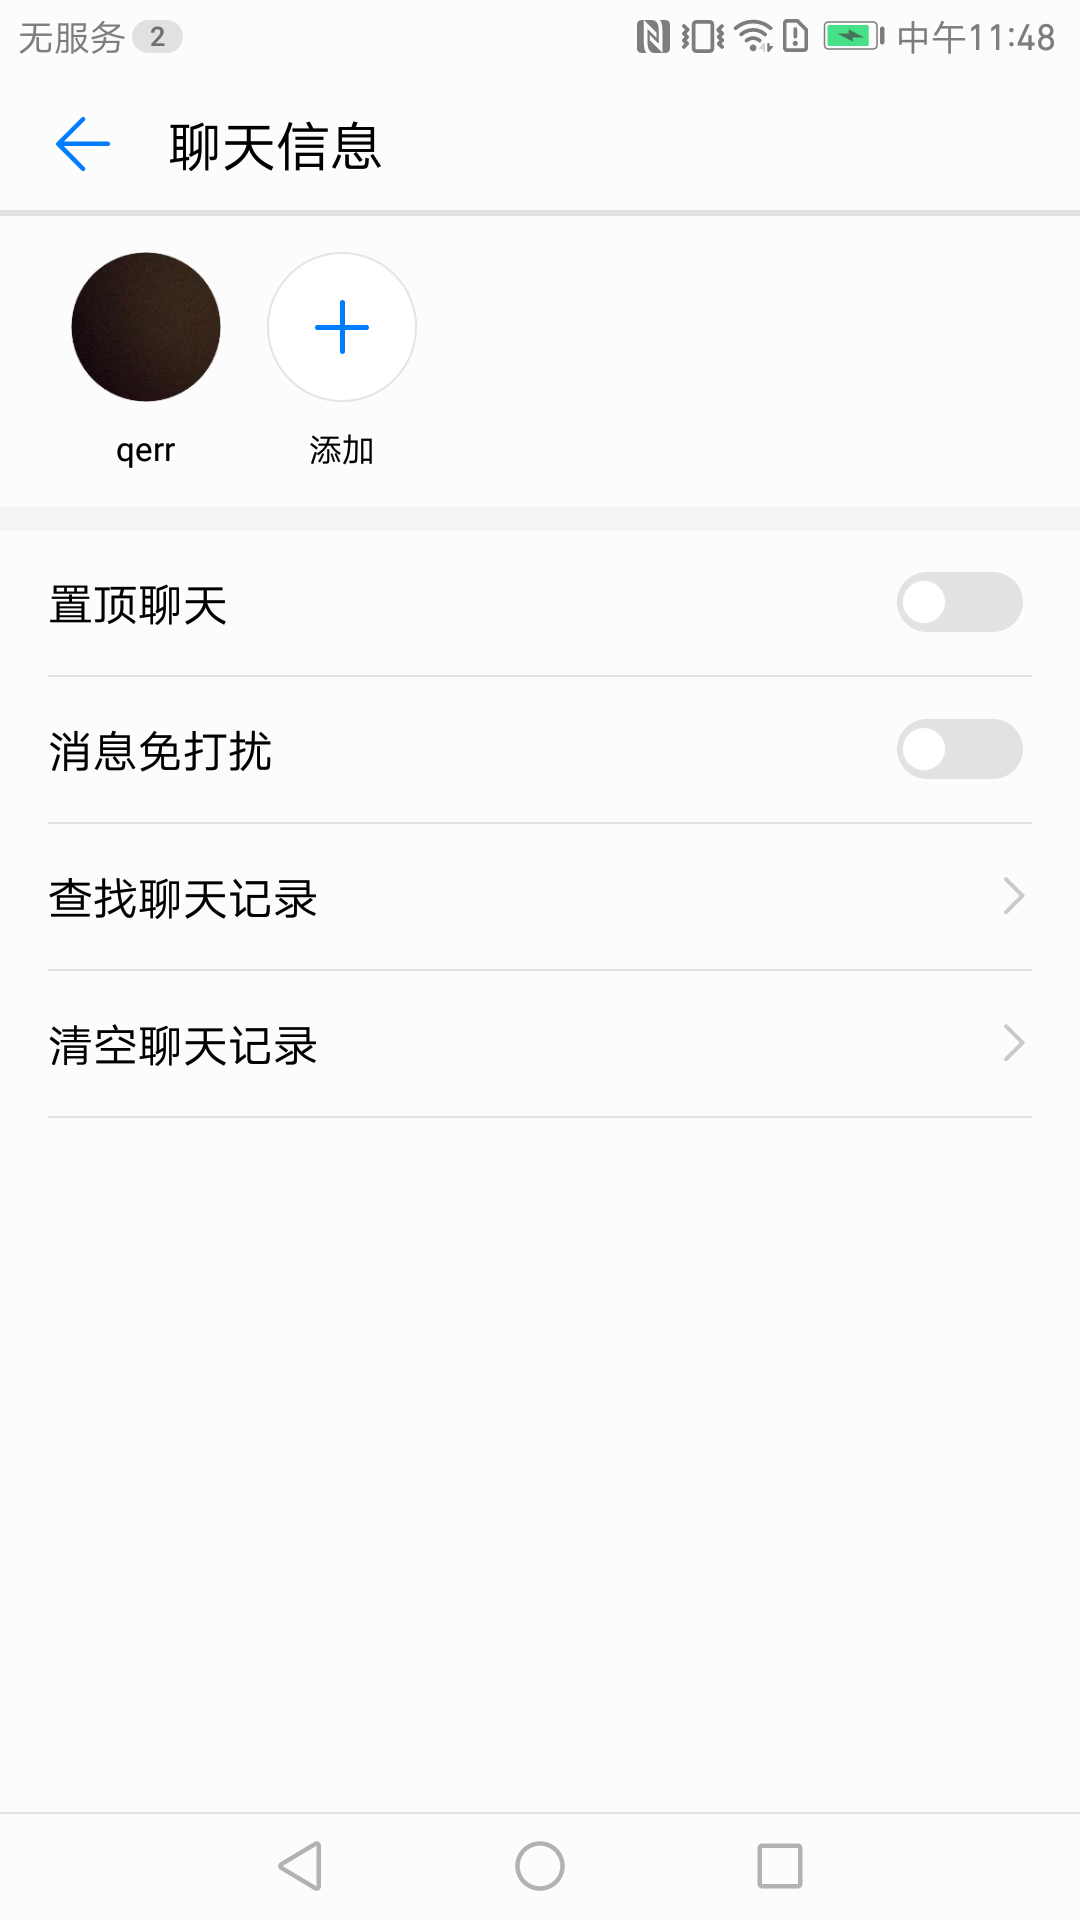 无服务 2 中午11:48
聊天信息
qerr 添加
置顶聊天
消息免打扰
查找聊天记录
清空聊天记录